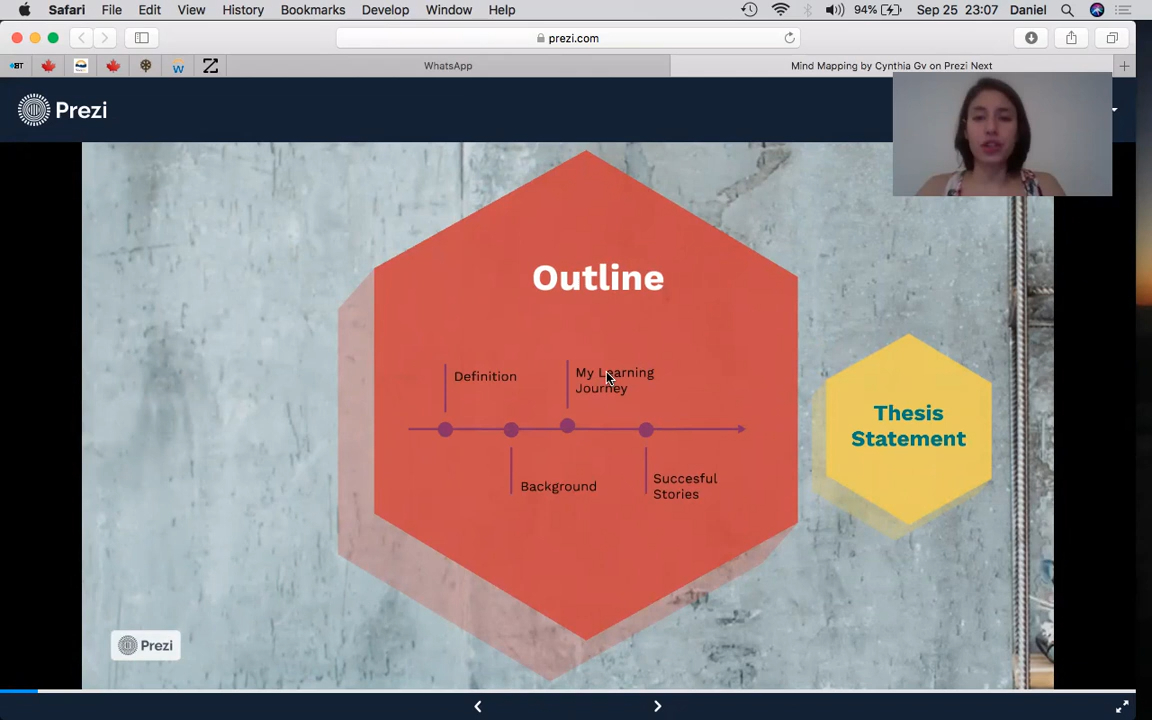 Safari File Edit View History Bookmarks Develop Window Help 94% Sep 25 23:07 Daniel
prezi.com
BT W Z WhatsApp Mind Mapping by Cynthia Gv on Prezi Next
Prezi
Outline
Definition
My Learning
Journey
Background
Succesful
Stories
Thesis
Statement
Prezi